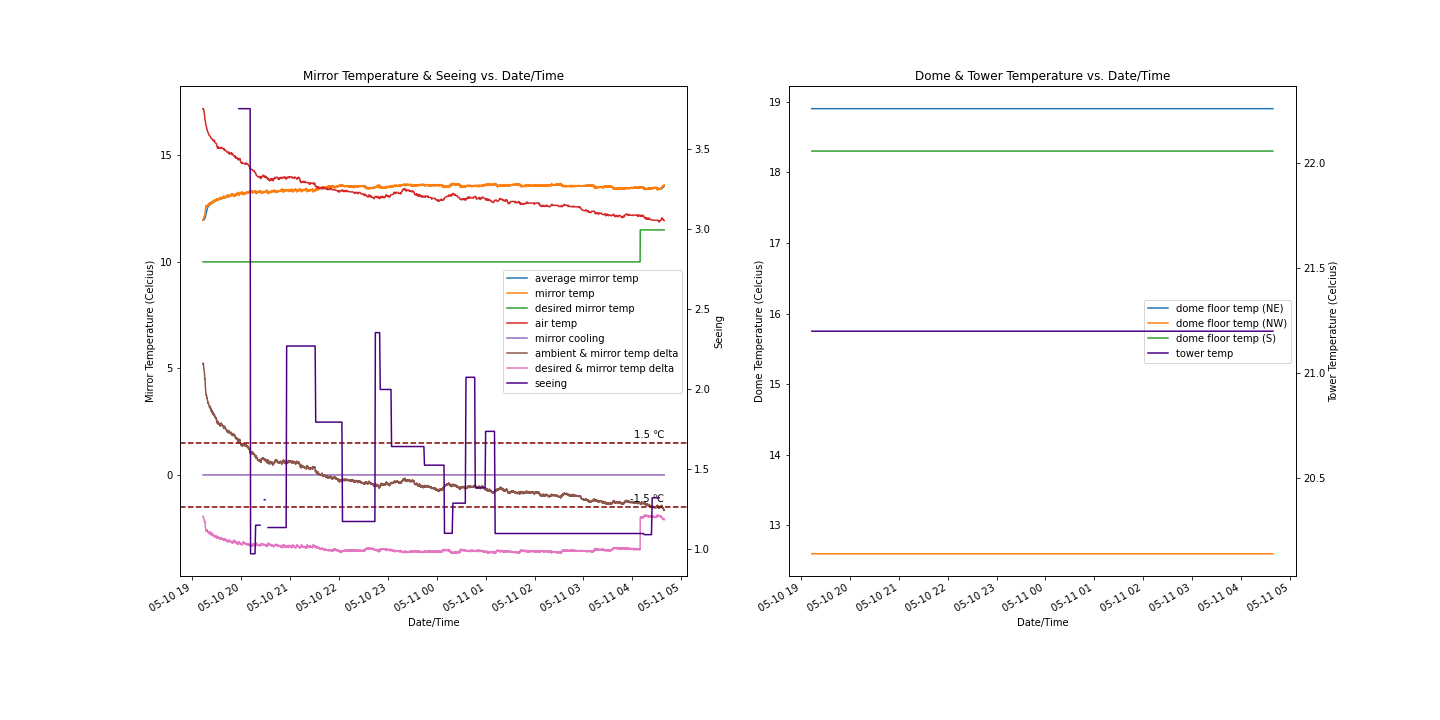 Mirror Temperature & Seeing vs. Date/Time
Mirror Temperature (Celcius)
15
10
5
0
3.5
3.0
2.5
2.0
1.5
1.0
Seeing
average mirror temp
mirror temp
desired mirror temp
air temp
mirror cooling
ambient & mirror temp delta
desired & mirror temp delta
seeing
1.5 °C
-1.5 °C
05-10 19
05-10 20
05-10 21
05-10 22
05-10 23
05-11 00
05-11 01
05-11 02
05-11 03
05-11 04
05-11 05
Date/Time
Dome & Tower Temperature vs. Date/Time
Dome Temperature (Celcius)
19
18
17
16
15
14
13
22.0
21.5
21.0
20.5
Tower Temperature (Celcius)
dome floor temp (NE)
dome floor temp (NW)
dome floor temp (S)
tower temp
05-10 19
05-10 20
05-10 21
05-10 22
05-10 23
05-11 00
05-11 01
05-11 02
05-11 03
05-11 04
05-11 05
Date/Time